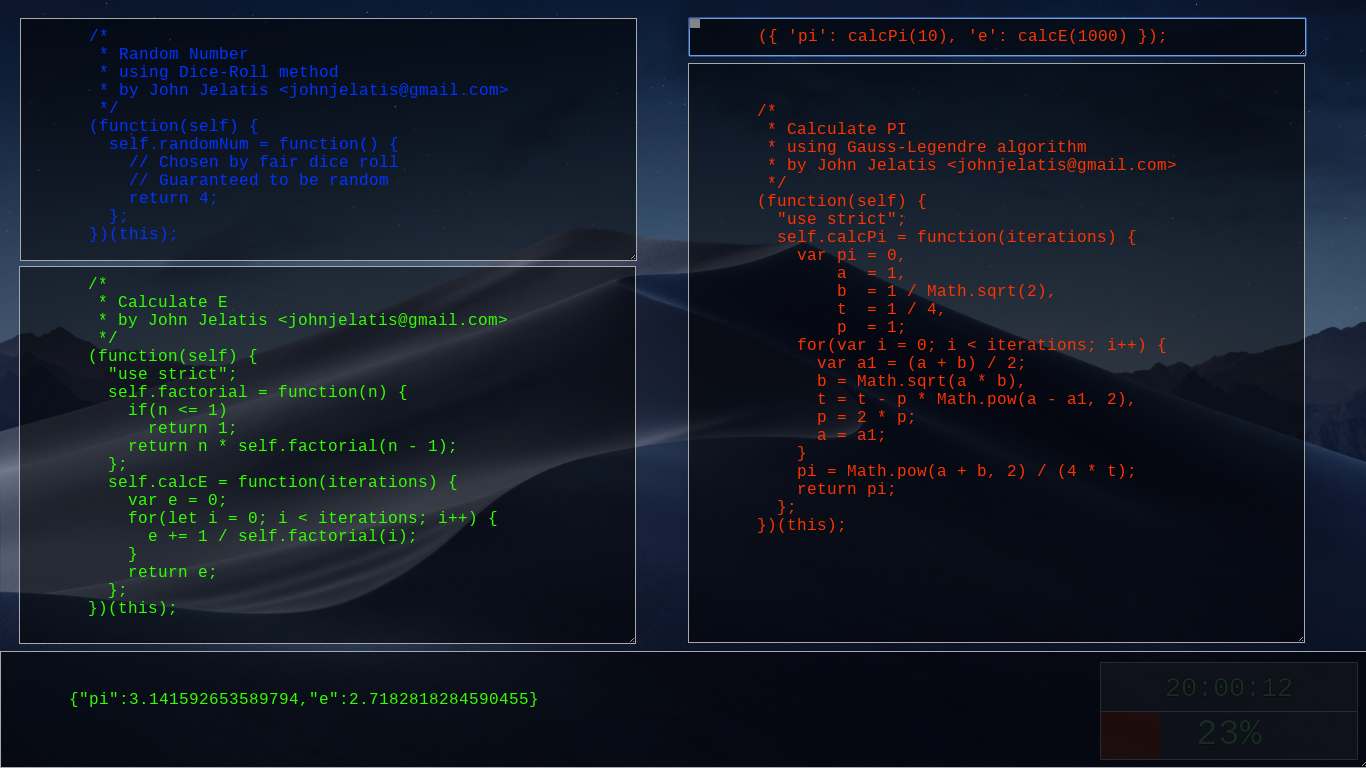 /*
 * Random Number
 * using Dice-Roll method
 * by John Jelatis <johnjelatis@gmail.com>
 */
(function(self) {
  self.randomNum = function() {
    // Chosen by fair dice roll
    // Guaranteed to be random
    return 4;
  };
})(this);
/*
 * Calculate E
 * by John Jelatis <johnjelatis@gmail.com>
 */
(function(self) {
  "use strict";
  self.factorial = function(n) {
    if(n <= 1)
      return 1;
    return n * self.factorial(n - 1);
  };
  self.calcE = function(iterations) {
    var e = 0;
    for(let i = 0; i < iterations; i++) {
      e += 1 / self.factorial(i);
    }
    return e;
  };
})(this);
({ 'pi': calcPi(10), 'e': calcE(1000) });
/*
 * Calculate PI
 * using Gauss-Legendre algorithm
 * by John Jelatis <johnjelatis@gmail.com>
 */
(function(self) {
  "use strict";
  self.calcPi = function(iterations) {
    var pi = 0,
        a  = 1,
        b  = 1 / Math.sqrt(2),
        t  = 1 / 4,
        p  = 1;
    for(var i = 0; i < iterations; i++) {
      var a1 = (a + b) / 2;
      b = Math.sqrt(a * b),
      t = t - p * Math.pow(a - a1, 2),
      p = 2 * p;
      a = a1;
    }
    pi = Math.pow(a + b, 2) / (4 * t);
    return pi;
  };
})(this);
{"pi":3.141592653589794,"e":2.7182818284590455}
20:00:12
23%